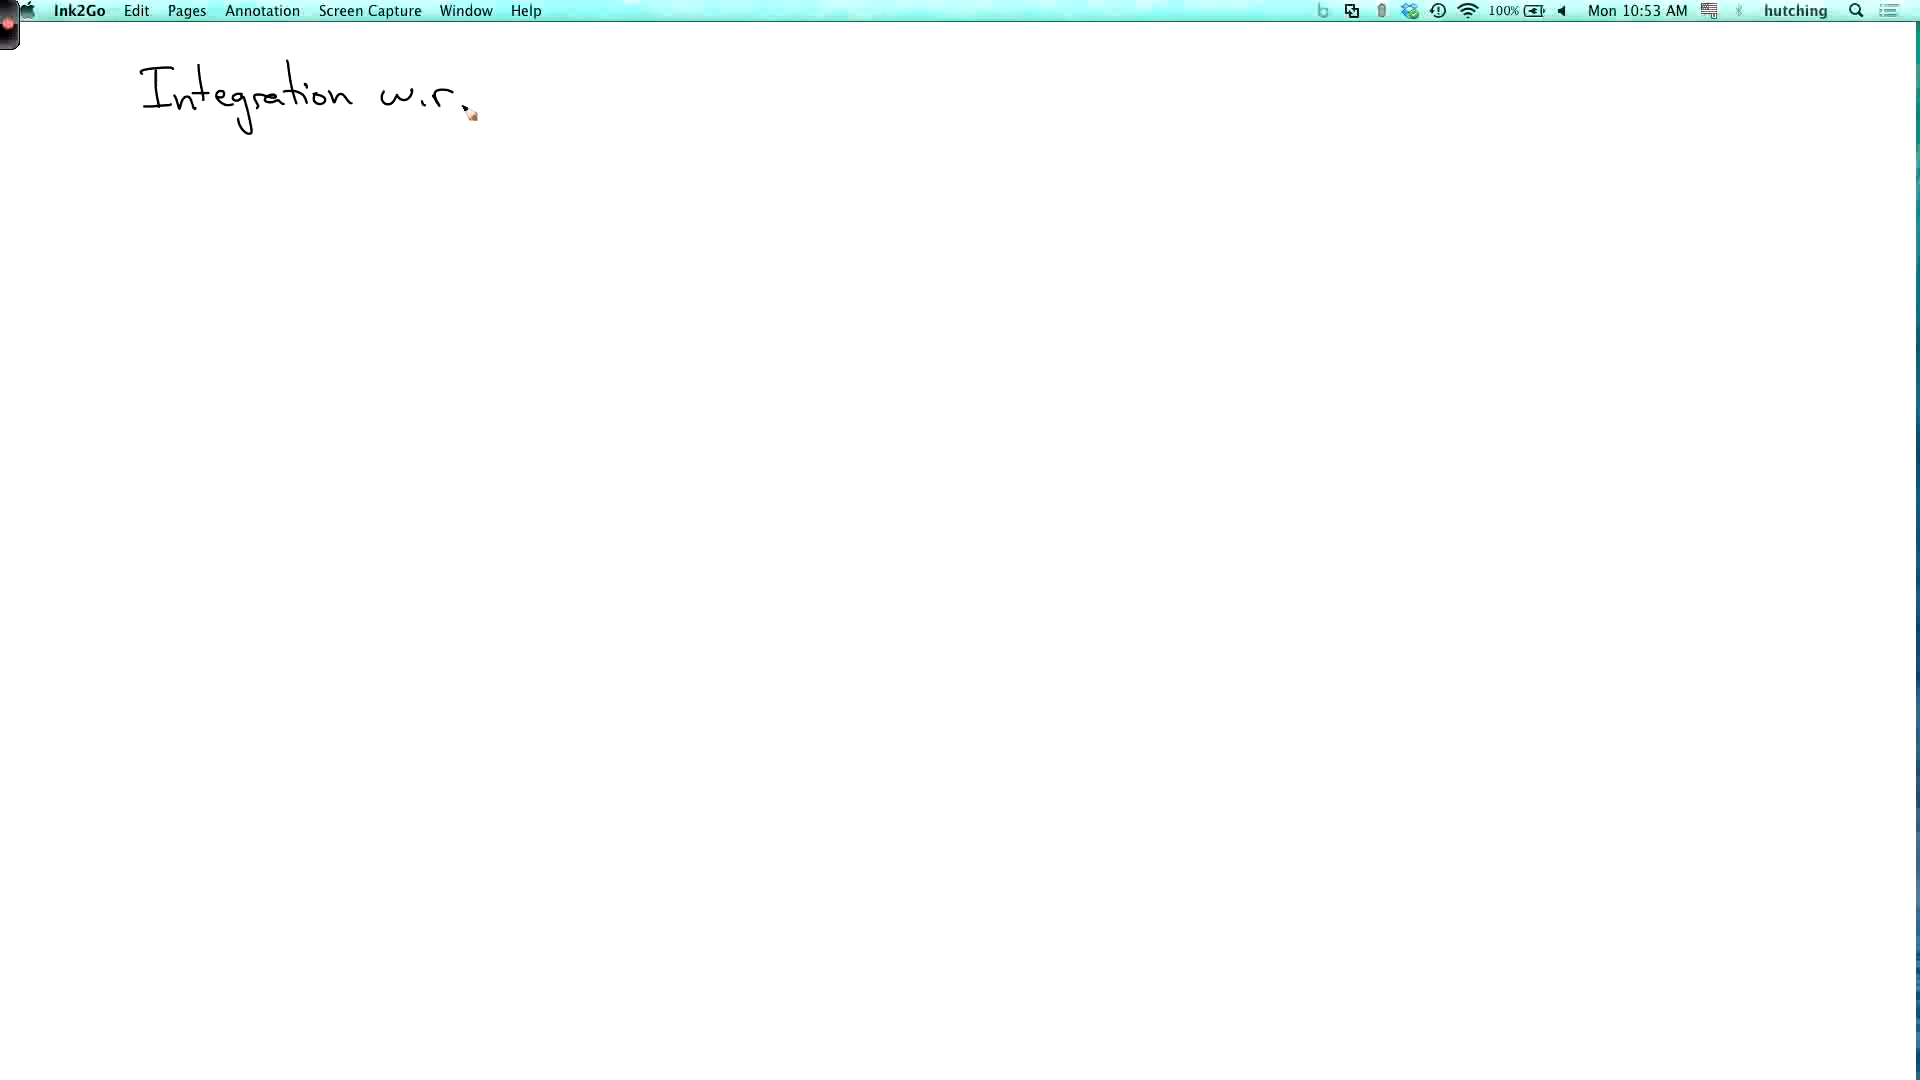 Ink2Go Edit Pages Annotation Screen Capture Window Help 100% Mon 10:53 AM hutching
Integration w.r.